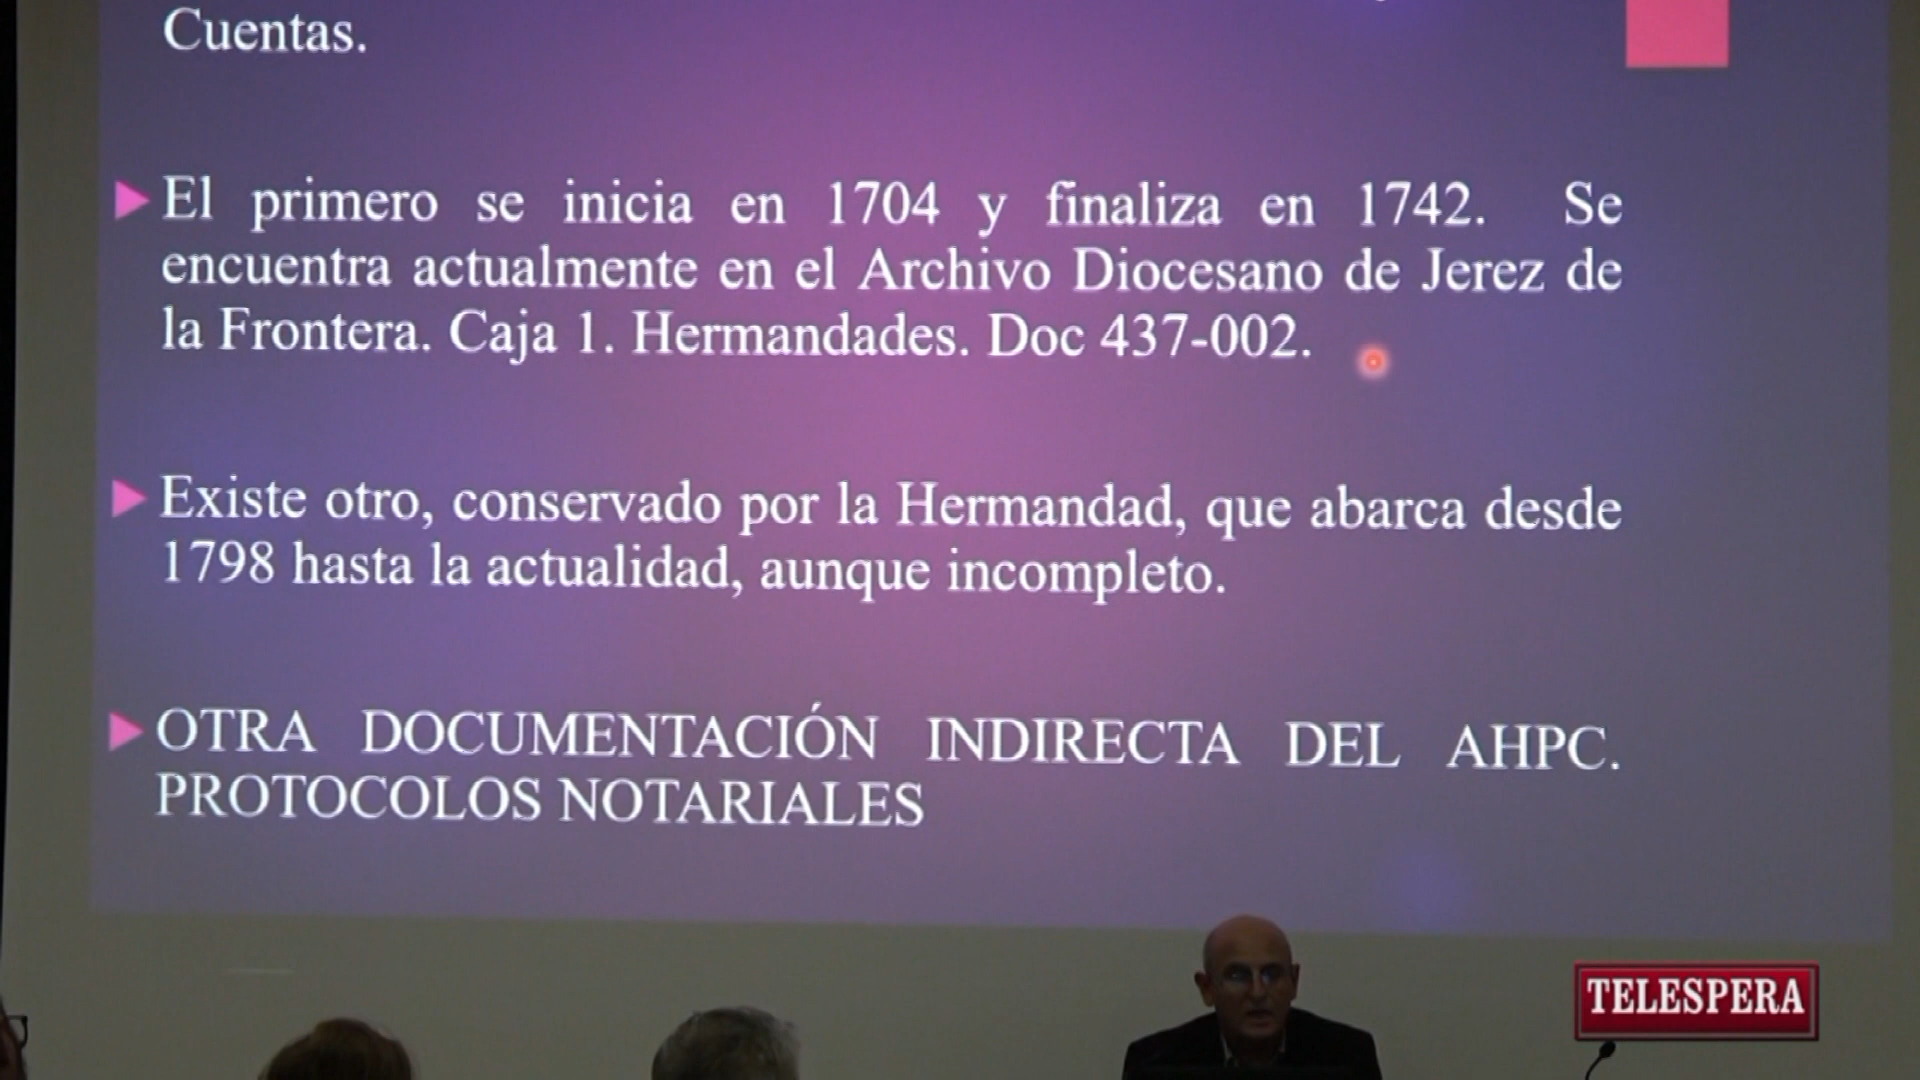 Cuentas.
El primero se inicia en 1704 y finaliza en 1742. Se
encuentra actualmente en el Archivo Diocesano de Jerez de
la Frontera. Caja 1. Hermandades. Doc 437-002.
Existe otro, conservado por la Hermandad, que abarca desde
1798 hasta la actualidad, aunque incompleto.
OTRA DOCUMENTACIÓN INDIRECTA DEL AHPC.
PROTOCOLOS NOTARIALES
TELESPERA